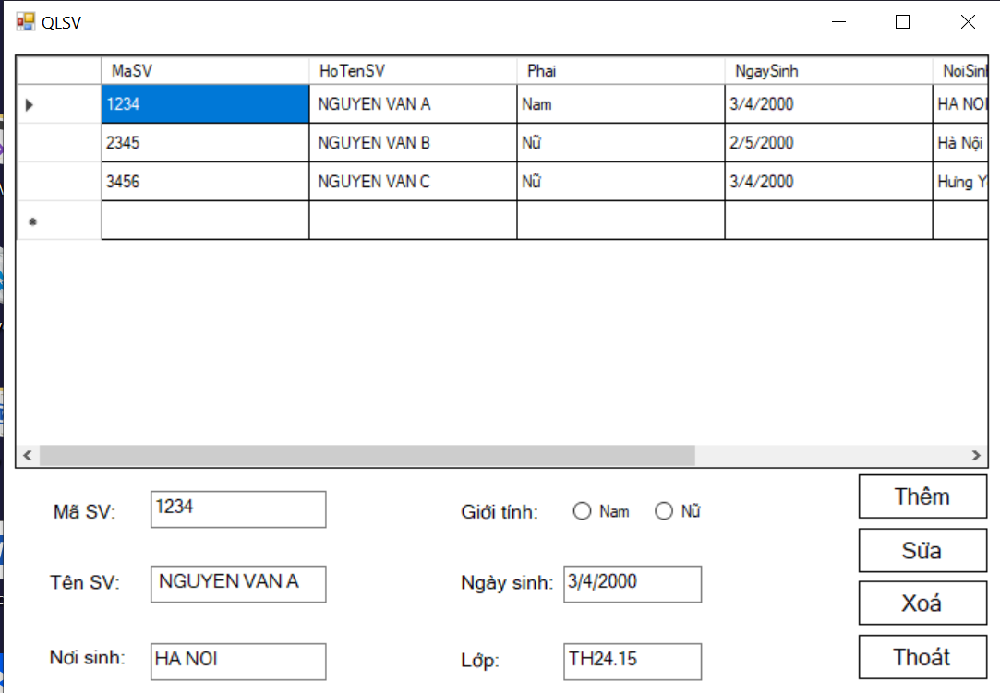 QLSV
MaSV HoTenSV Phai NgaySinh NoiSinh
1234 NGUYEN VAN A Nam 3/4/2000 HA NOI
2345 NGUYEN VAN B Nữ 2/5/2000 Hà Nội
3456 NGUYEN VAN C Nữ 3/4/2000 Hưng Y
Mã SV: 1234 Giới tính: Nam Nữ Thêm
Sửa
Tên SV: NGUYEN VAN A Ngày sinh: 3/4/2000
Xoá
Nơi sinh: HA NOI Lớp: TH24.15 Thoát